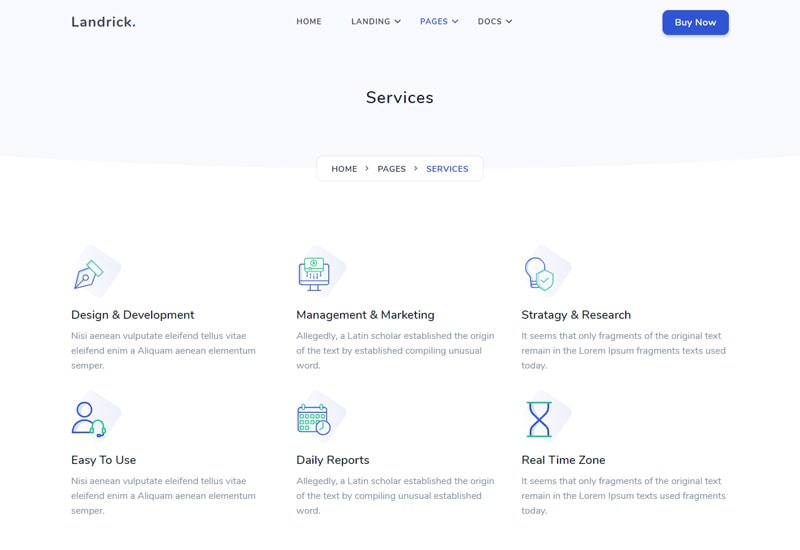 Landrick.
HOME
LANDING
PAGES
DOCS
Buy Now
Services
HOME > PAGES > SERVICES
Design & Development
Nisi aenean vulputate eleifend tellus vitae
eleifend enim a Aliquam aenean elementum
semper.
Management & Marketing
Allegedly, a Latin scholar established the origin
of the text by established compiling unusual
word.
Stratagy & Research
It seems that only fragments of the original text
remain in the Lorem Ipsum fragments texts used
today.
Easy To Use
Nisi aenean vulputate eleifend tellus vitae
eleifend enim a Aliquam aenean elementum
semper.
Daily Reports
Allegedly, a Latin scholar established the origin
of the text by compiling unusual established
word.
Real Time Zone
It seems that only fragments of the original text
remain in the Lorem Ipsum texts used fragments
today.